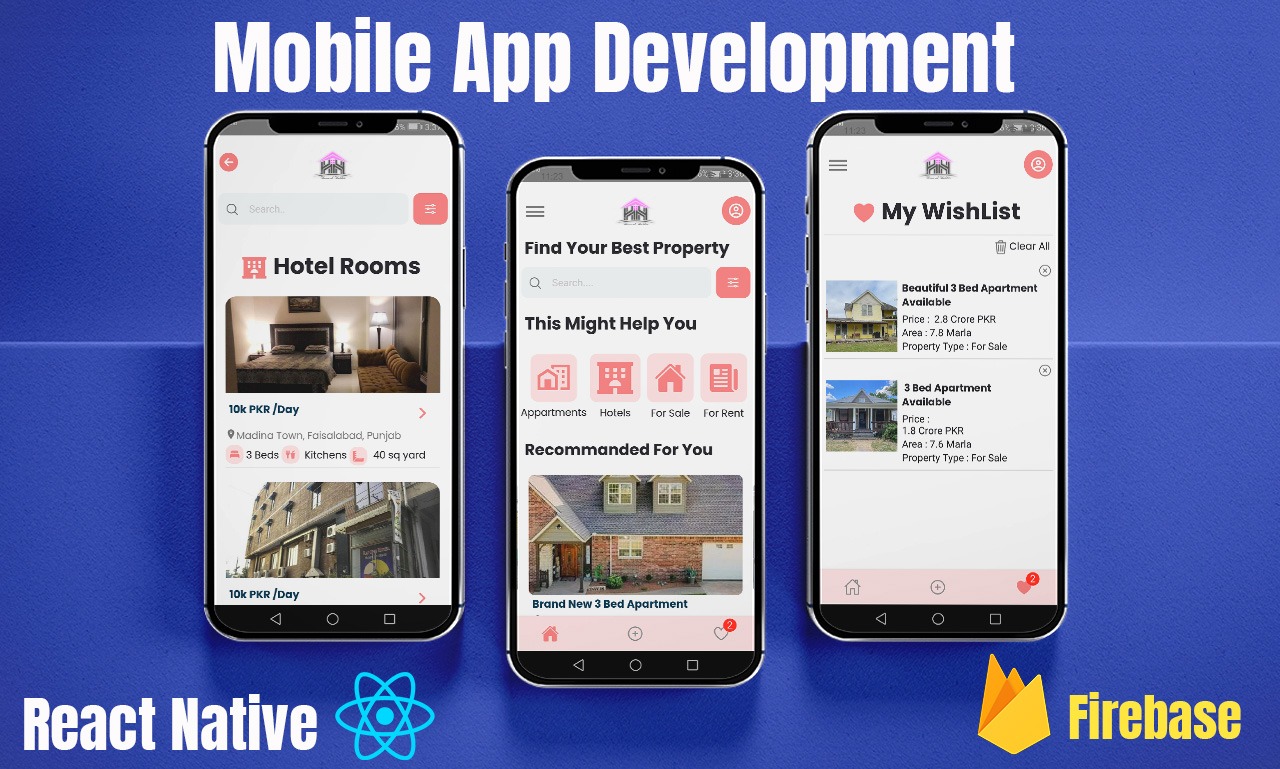 Mobile App Development
Search..
Hotel Rooms
10k PKR /Day
Madina Town, Faisalabad, Punjab
3 Beds Kitchens 40 sq yard
10k PKR /Day
11:23
Find Your Best Property
Search....
This Might Help You
Appartments Hotels For Sale For Rent
Recommanded For You
Brand New 3 Bed Apartment
2
11:23
My WishList
Clear All
Beautiful 3 Bed Apartment
Available
Price : 2.8 Crore PKR
Area : 7.8 Marla
Property Type : For Sale
3 Bed Apartment
Available
Price :
1.8 Crore PKR
Area : 7.6 Marla
Property Type : For Sale
2
React Native
Firebase